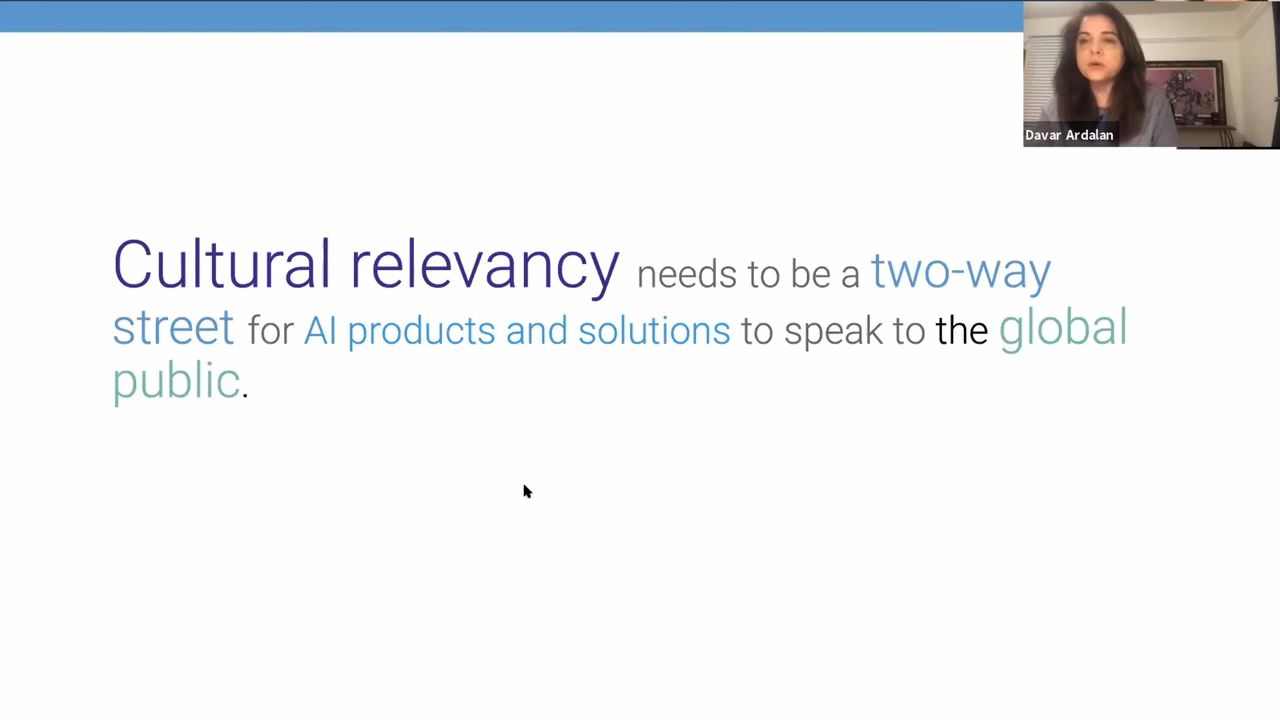 Davar Ardalan
Cultural relevancy needs to be a two-way
street for AI products and solutions to speak to the global
public.